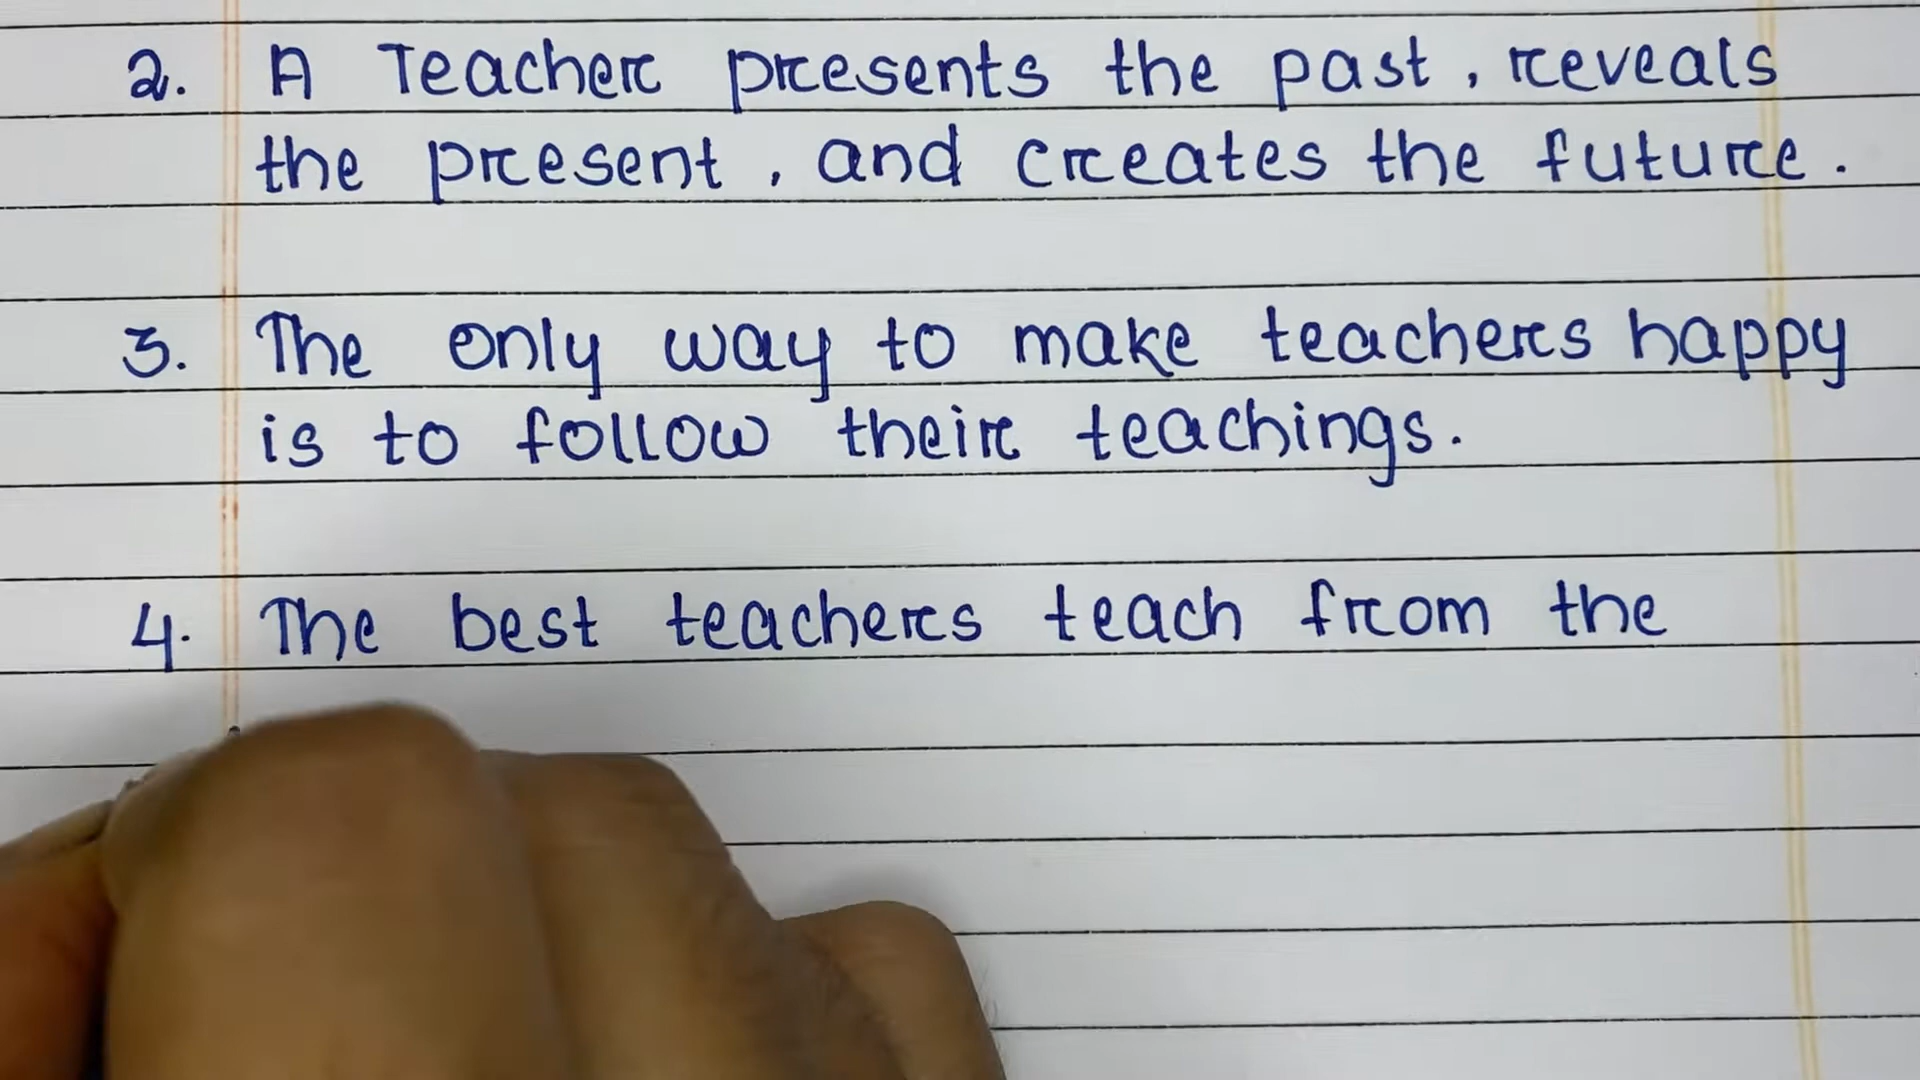 2. A Teacher presents the past, reveals
the present, and creates the future.
3. The only way to make teachers happy
is to follow their teachings.
4. The best teachers teach from the